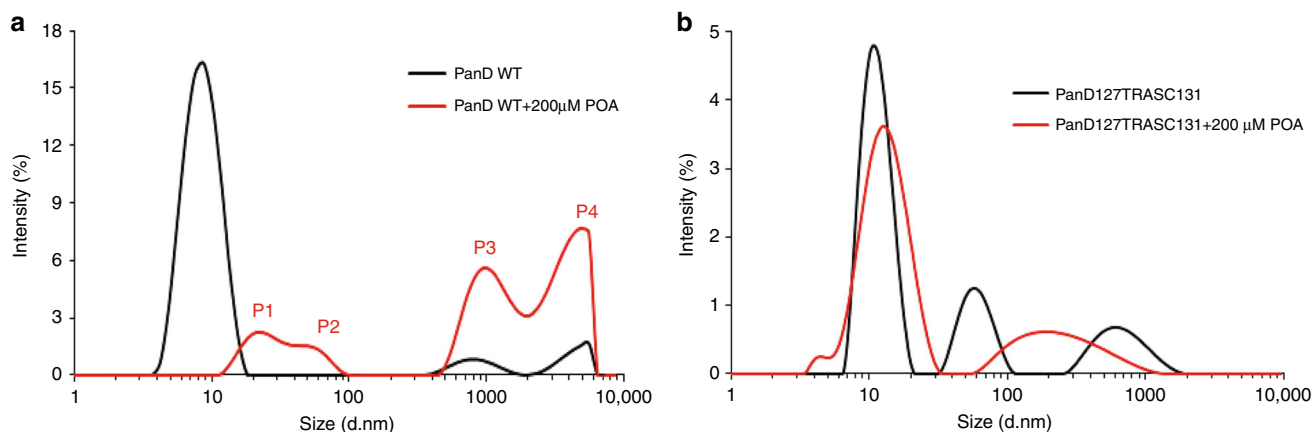 a
18
15
12
9
6
3
0
Intensity (%)
PanD WT
PanD WT+200μM POA
P1
P2
P3
P4
1
10
100
1000
10,000
Size (d.nm)
b
5
4
3
2
1
0
Intensity (%)
PanD127TRASC131
PanD127TRASC131+200 μM POA
1
10
100
1000
10,000
Size (d.nm)